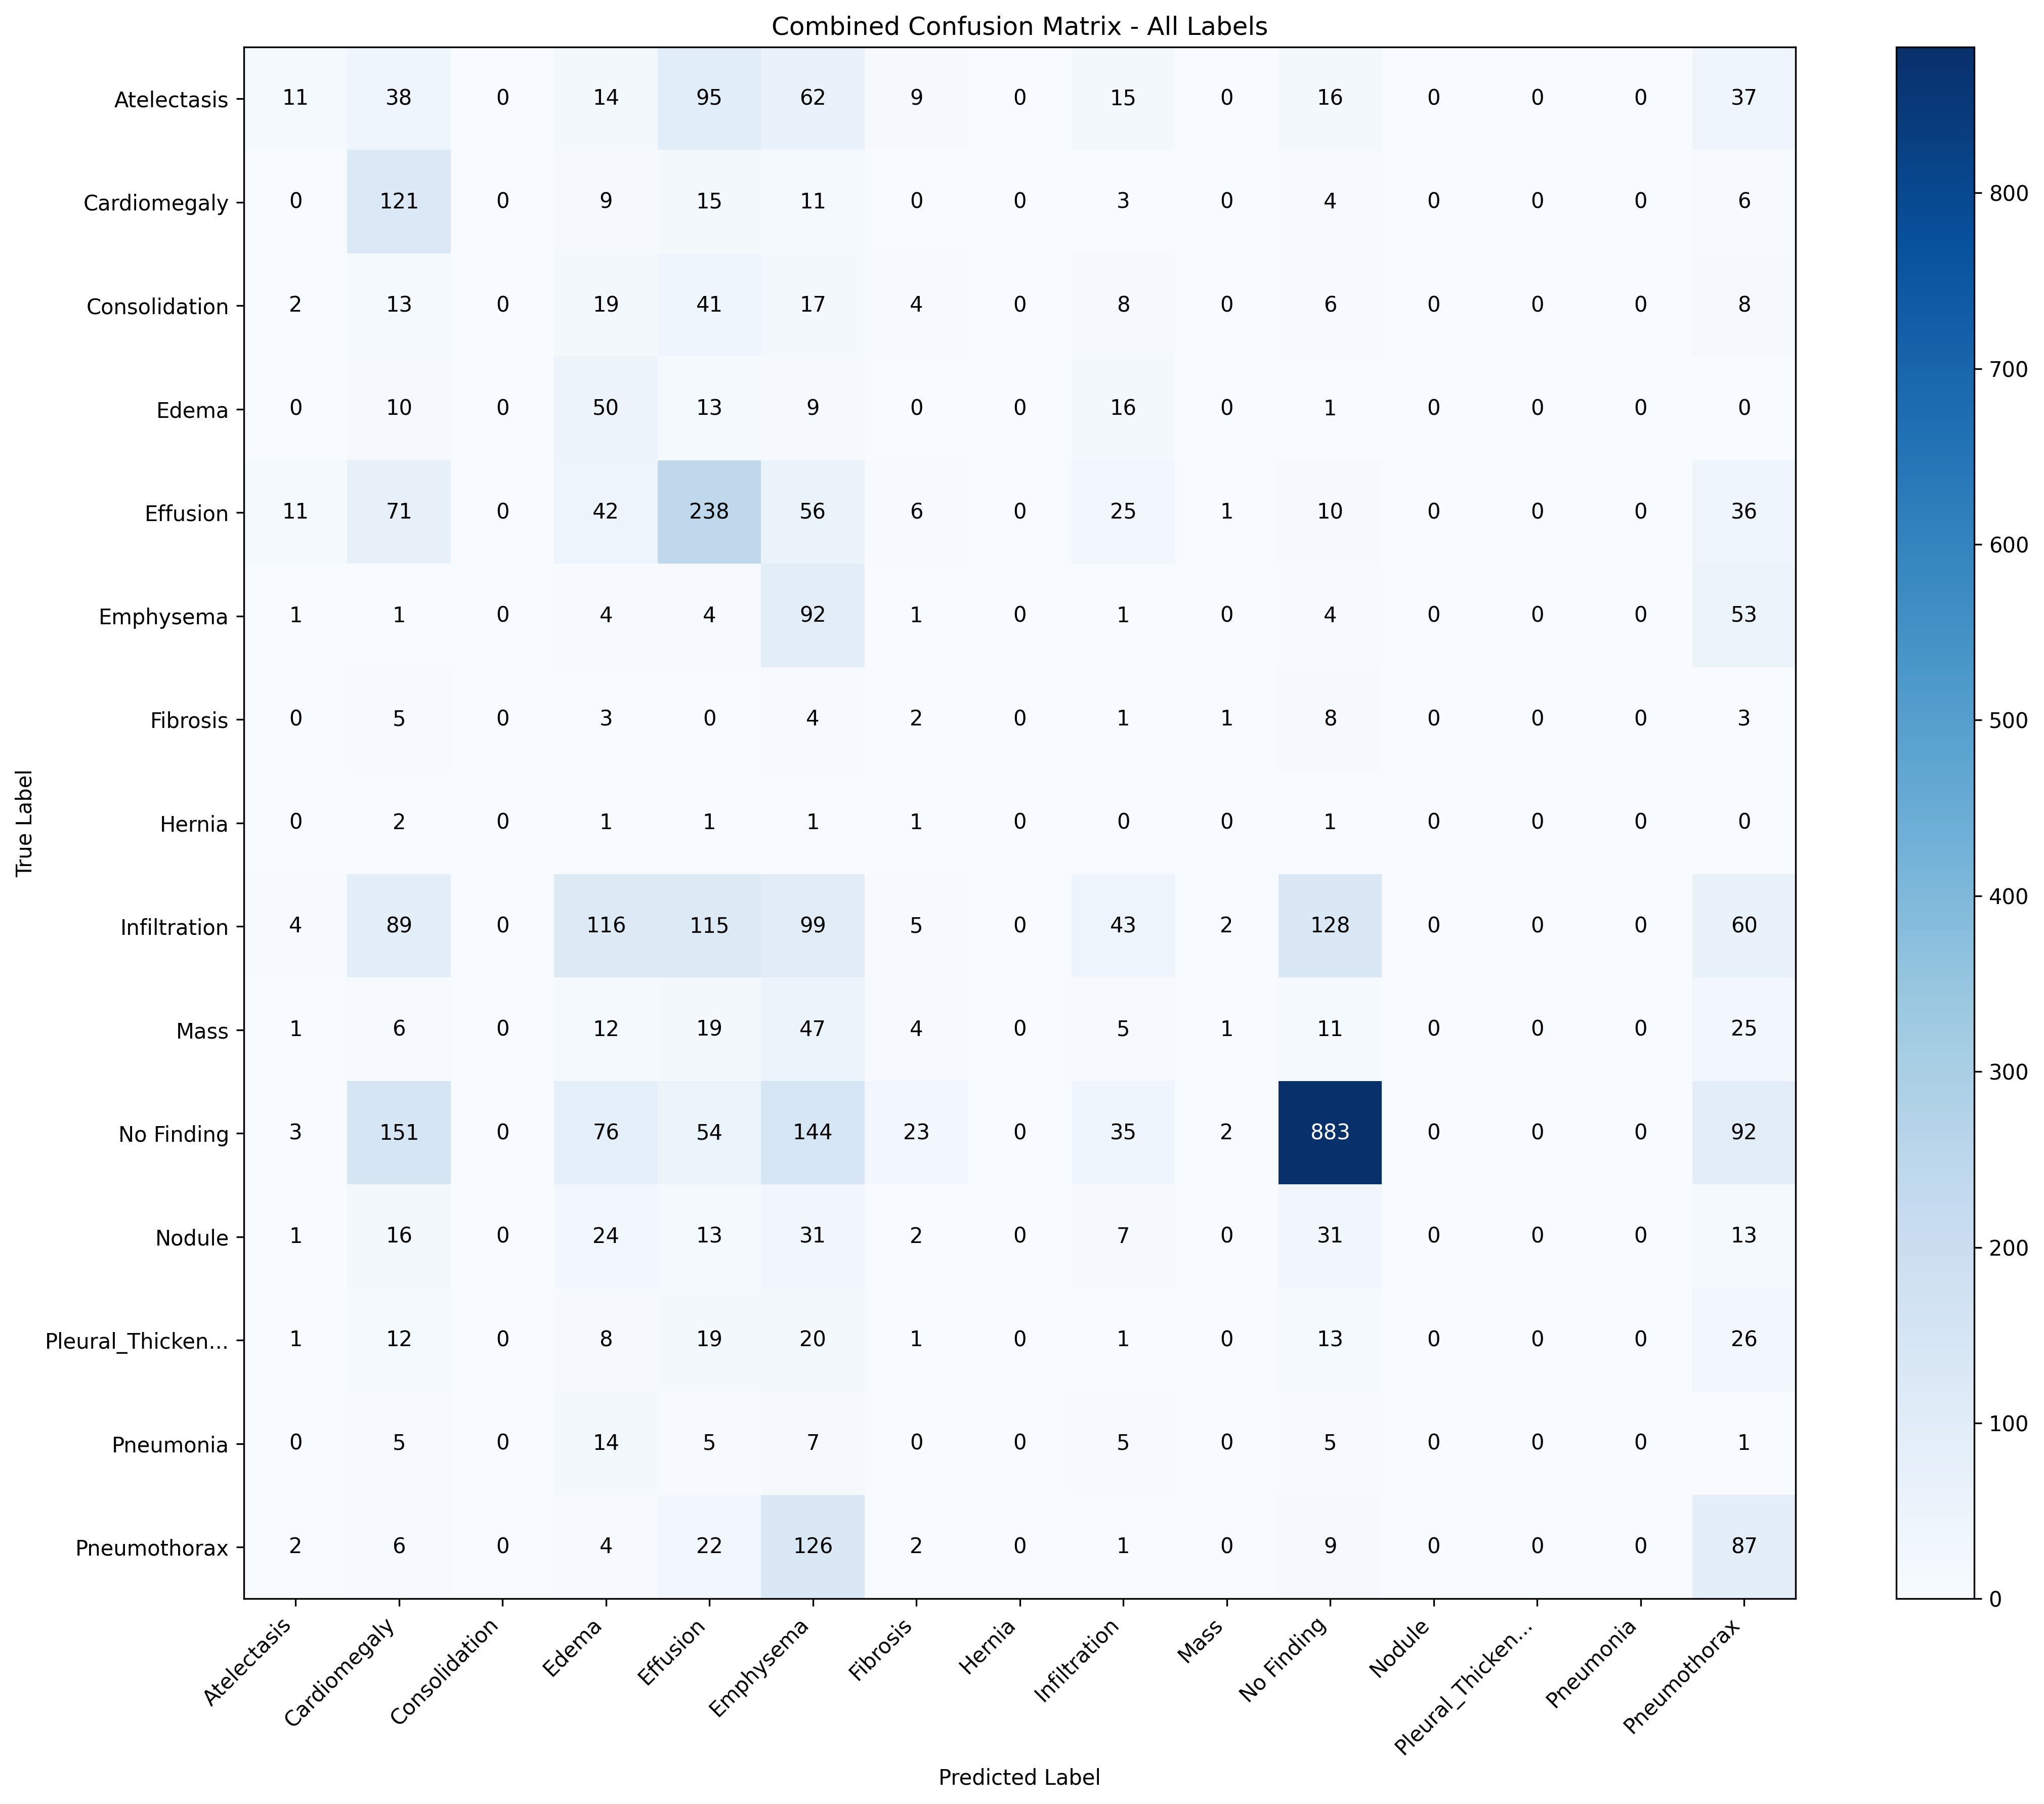 Combined Confusion Matrix - All Labels
True Label
Atelectasis 11 38 0 14 95 62 9 0 15 0 16 0 0 0 37
Cardiomegaly 0 121 0 9 15 11 0 0 3 0 4 0 0 0 6
Consolidation 2 13 0 19 41 17 4 0 8 0 6 0 0 0 8
Edema 0 10 0 50 13 9 0 0 16 0 1 0 0 0 0
Effusion 11 71 0 42 238 56 6 0 25 1 10 0 0 0 36
Emphysema 1 1 0 4 4 92 1 0 1 0 4 0 0 0 53
Fibrosis 0 5 0 3 0 4 2 0 1 1 8 0 0 0 3
Hernia 0 2 0 1 1 1 1 0 0 0 1 0 0 0 0
Infiltration 4 89 0 116 115 99 5 0 43 2 128 0 0 0 60
Mass 1 6 0 12 19 47 4 0 5 1 11 0 0 0 25
No Finding 3 151 0 76 54 144 23 0 35 2 883 0 0 0 92
Nodule 1 16 0 24 13 31 2 0 7 0 31 0 0 0 13
Pleural_Thicken... 1 12 0 8 19 20 1 0 1 0 13 0 0 0 26
Pneumonia 0 5 0 14 5 7 0 0 5 0 5 0 0 0 1
Pneumothorax 2 6 0 4 22 126 2 0 1 0 9 0 0 0 87
Atelectasis Cardiomegaly Consolidation Edema Effusion Emphysema Fibrosis Hernia Infiltration Mass No Finding Nodule Pleural_Thicken... Pneumonia Pneumothorax
Predicted Label
800
700
600
500
400
300
200
100
0